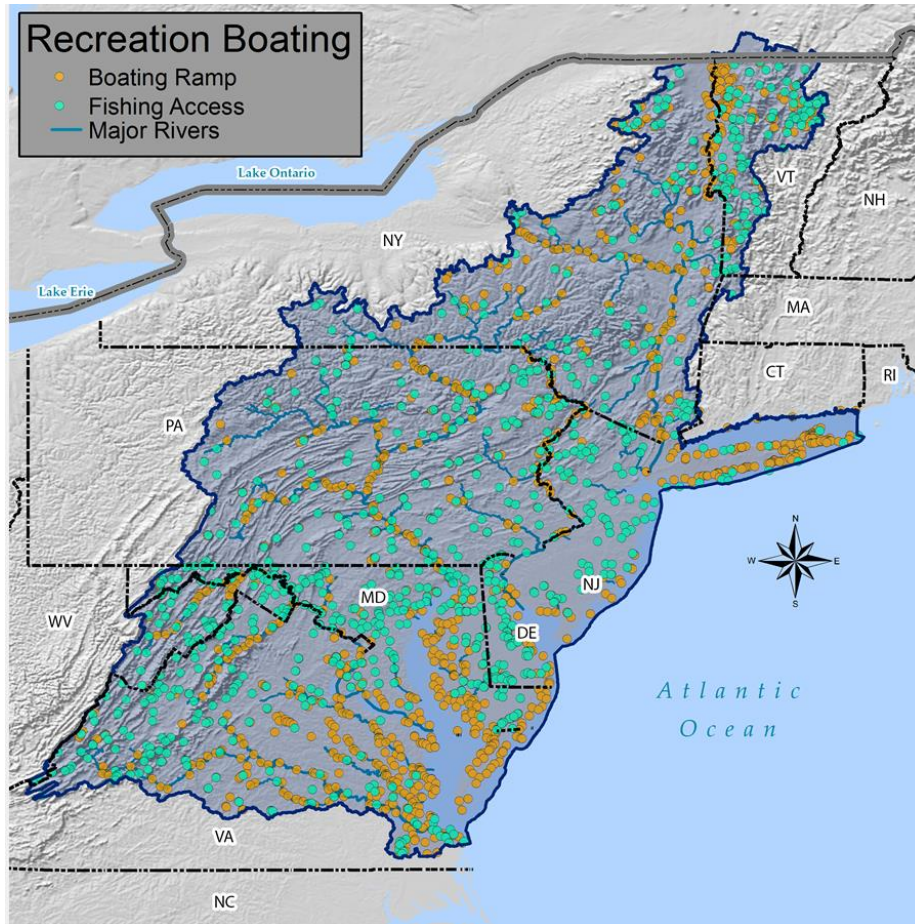 Recreation Boating
Boating Ramp
Fishing Access
Major Rivers
Lake Ontario
VT
NH
NY
Lake Erie
MA
CT
RI
PA
N
W
E
S
NJ
MD
WV
DE
Atlantic
Ocean
VA
NC